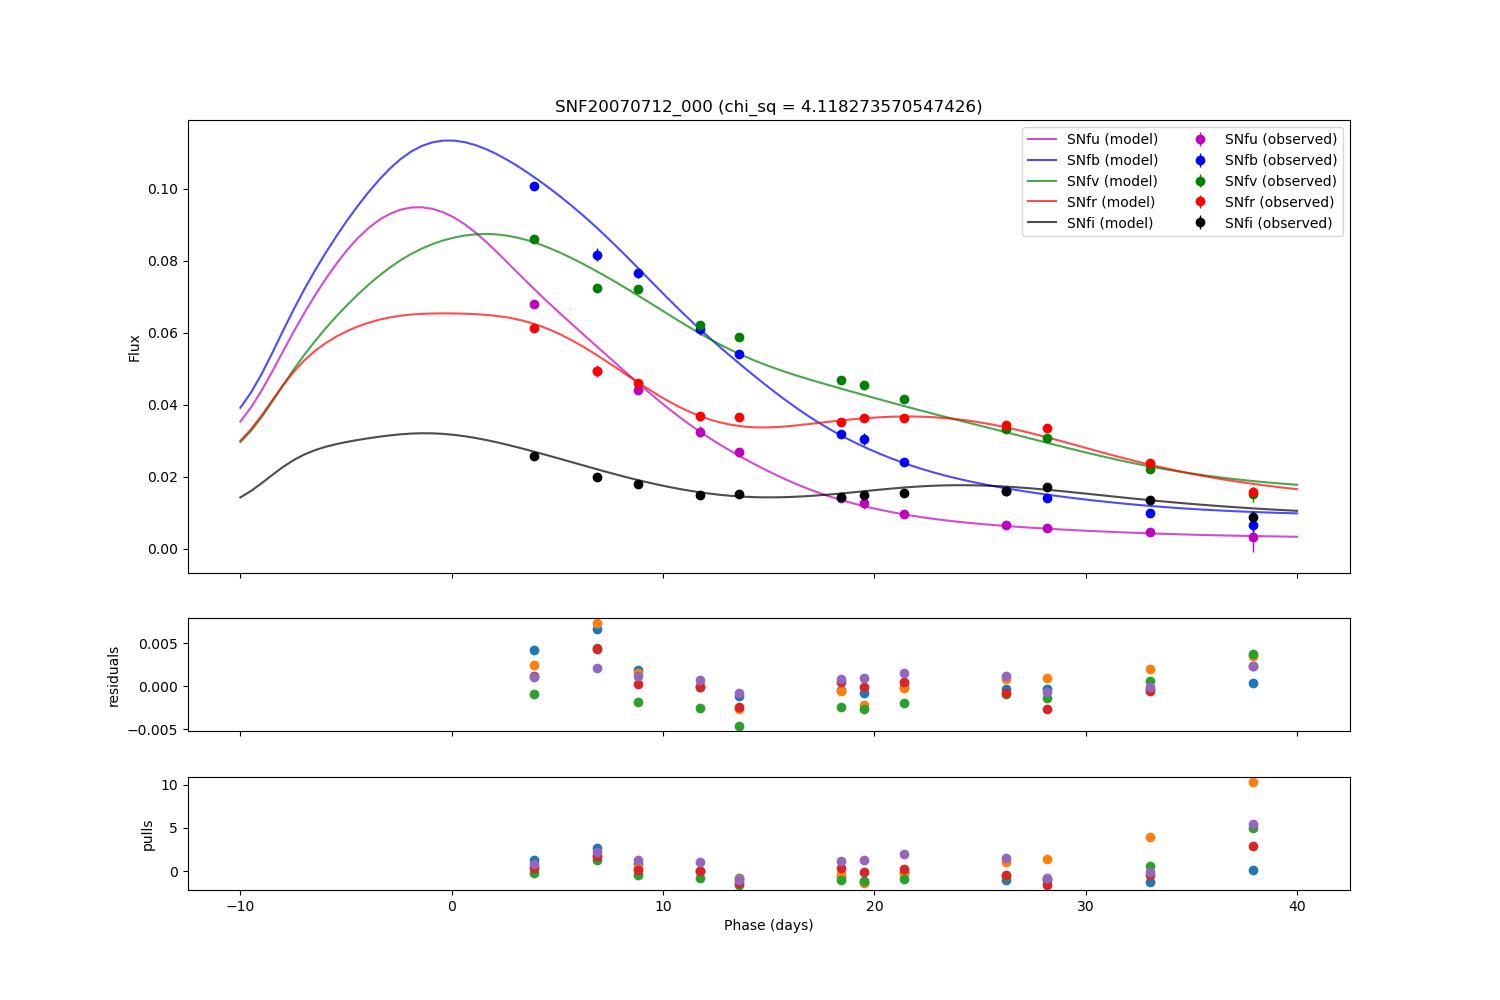 SNF20070712_000 (chi_sq = 4.118273570547426)
SNfu (model) SNfu (observed)
SNfb (model) SNfb (observed)
SNfv (model) SNfv (observed)
SNfr (model) SNfr (observed)
SNfi (model) SNfi (observed)
0.10
0.08
0.06
0.04
0.02
0.00
Flux
0.005
0.000
−0.005
residuals
10
5
0
pulls
−10 0 10 20 30 40
Phase (days)